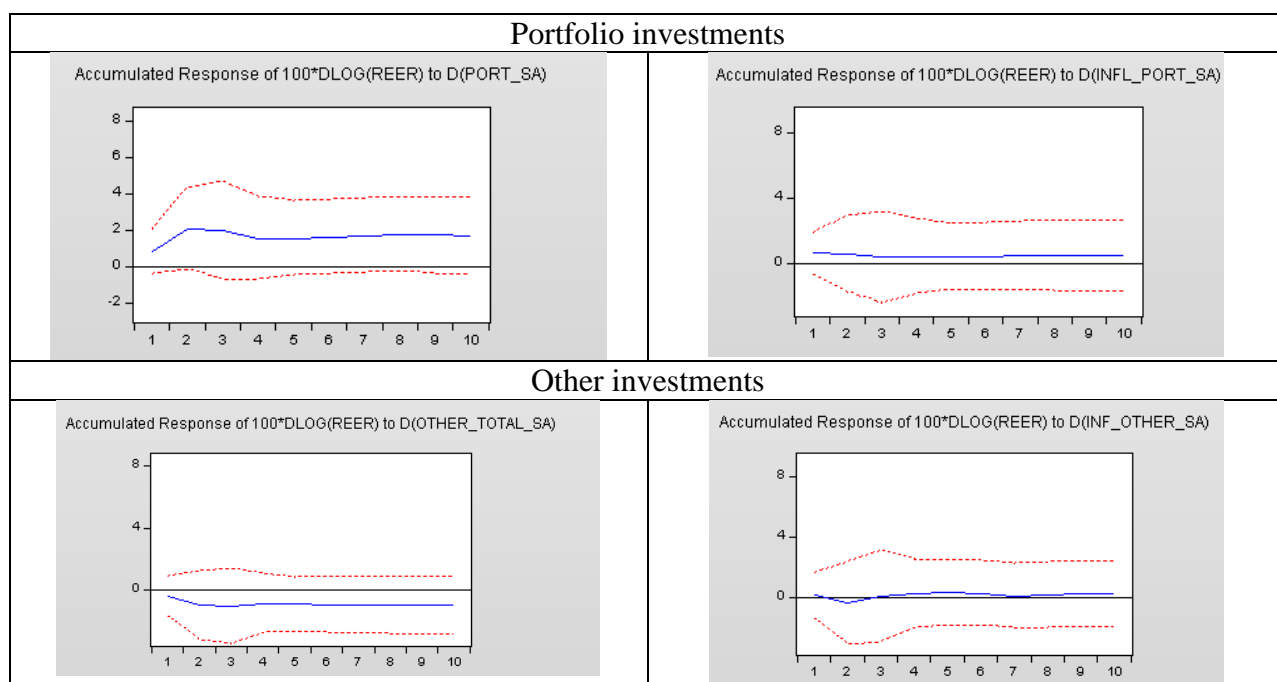 Portfolio investments
Accumulated Response of 100*DLOG(REER) to D(PORT_SA)
8
6
4
2
0
-2
1 2 3 4 5 6 7 8 9 10
Accumulated Response of 100*DLOG(REER) to D(INFL_PORT_SA)
8
4
0
1 2 3 4 5 6 7 8 9 10
Other investments
Accumulated Response of 100*DLOG(REER) to D(OTHER_TOTAL_SA)
8
4
0
1 2 3 4 5 6 7 8 9 10
Accumulated Response of 100*DLOG(REER) to D(INF_OTHER_SA)
8
4
0
1 2 3 4 5 6 7 8 9 10